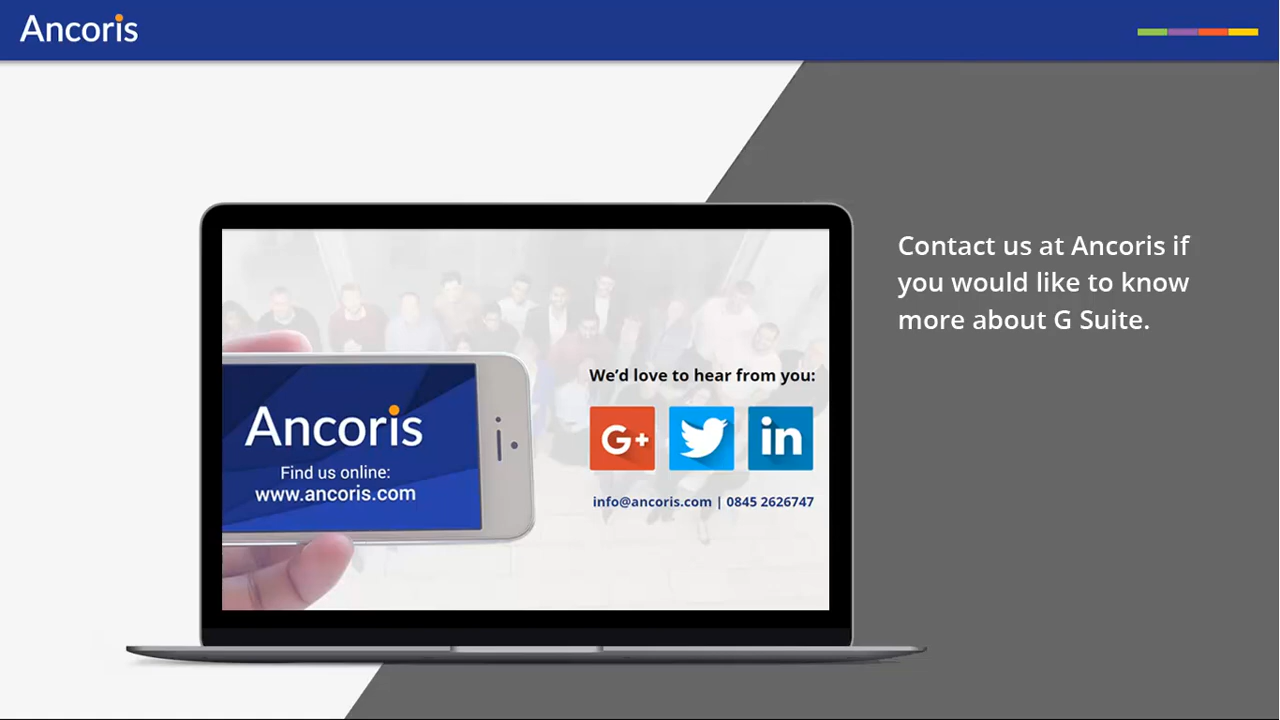 Ancoris
Contact us at Ancoris if
you would like to know
more about G Suite.
We'd love to hear from you:
G+
in
Ancoris
Find us online:
www.ancoris.com
info@ancoris.com | 0845 2626747